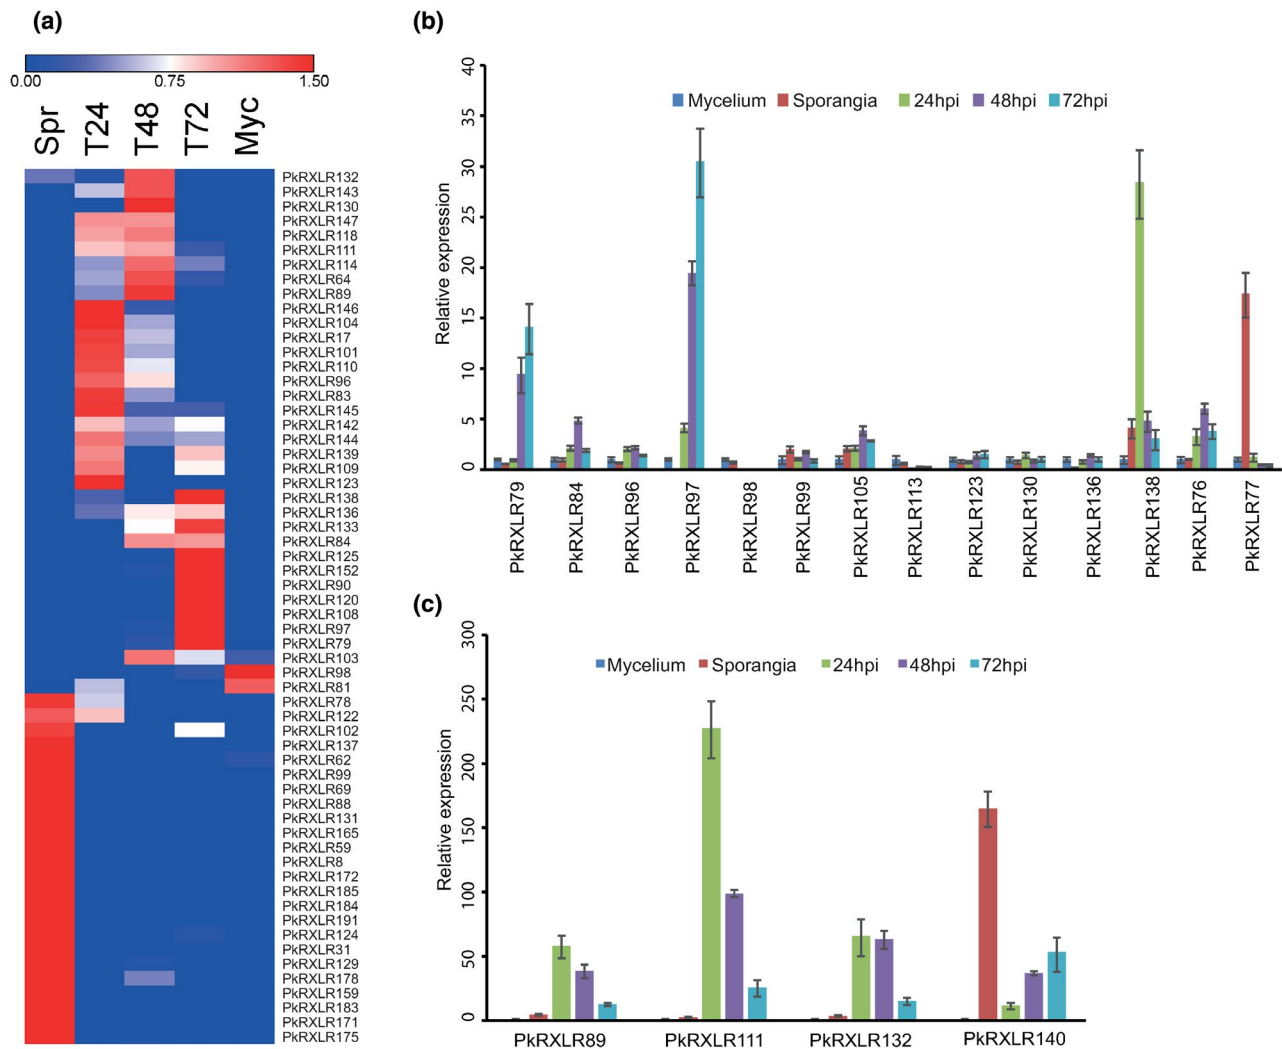 (a)
0.00 0.75 1.50
Spr T24 T48 T72 Myc
PkRXLR132
PkRXLR143
PkRXLR130
PkRXLR147
PkRXLR118
PkRXLR111
PkRXLR114
PkRXLR64
PkRXLR89
PkRXLR146
PkRXLR104
PkRXLR17
PkRXLR101
PkRXLR110
PkRXLR96
PkRXLR83
PkRXLR145
PkRXLR142
PkRXLR144
PkRXLR139
PkRXLR109
PkRXLR123
PkRXLR138
PkRXLR136
PkRXLR133
PkRXLR84
PkRXLR125
PkRXLR152
PkRXLR90
PkRXLR120
PkRXLR108
PkRXLR97
PkRXLR79
PkRXLR103
PkRXLR98
PkRXLR81
PkRXLR78
PkRXLR122
PkRXLR102
PkRXLR137
PkRXLR62
PkRXLR99
PkRXLR69
PkRXLR88
PkRXLR131
PkRXLR165
PkRXLR59
PkRXLR8
PkRXLR172
PkRXLR185
PkRXLR184
PkRXLR191
PkRXLR124
PkRXLR31
PkRXLR129
PkRXLR178
PkRXLR159
PkRXLR183
PkRXLR171
PkRXLR175
(b)
Relative expression
40
35
30
25
20
15
10
5
0
Mycelium Sporangia 24hpi 48hpi 72hpi
PkRXLR79 PkRXLR84 PkRXLR96 PkRXLR97 PkRXLR98 PkRXLR99 PkRXLR105 PkRXLR113 PkRXLR123 PkRXLR130 PkRXLR136 PkRXLR138 PkRXLR76 PkRXLR77
(c)
Relative expression
300
250
200
150
100
50
0
Mycelium Sporangia 24hpi 48hpi 72hpi
PkRXLR89 PkRXLR111 PkRXLR132 PkRXLR140